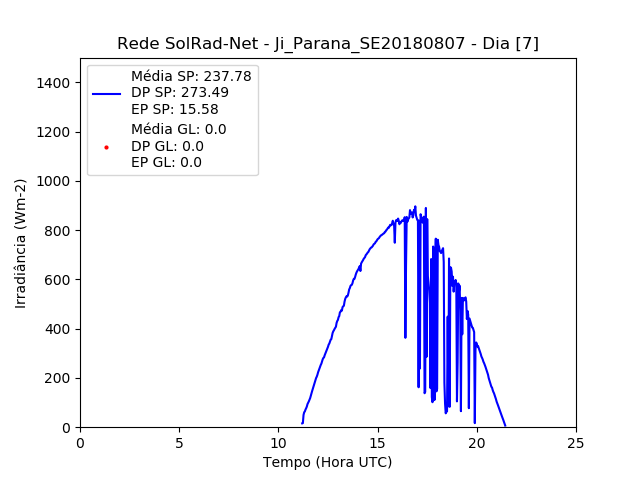 Rede SolRad-Net - Ji_Parana_SE20180807 - Dia [7]
Média SP: 237.78
DP SP: 273.49
EP SP: 15.58
Média GL: 0.0
DP GL: 0.0
EP GL: 0.0
Irradiância (Wm-2)
1400
1200
1000
800
600
400
200
0
0 5 10 15 20 25
Tempo (Hora UTC)